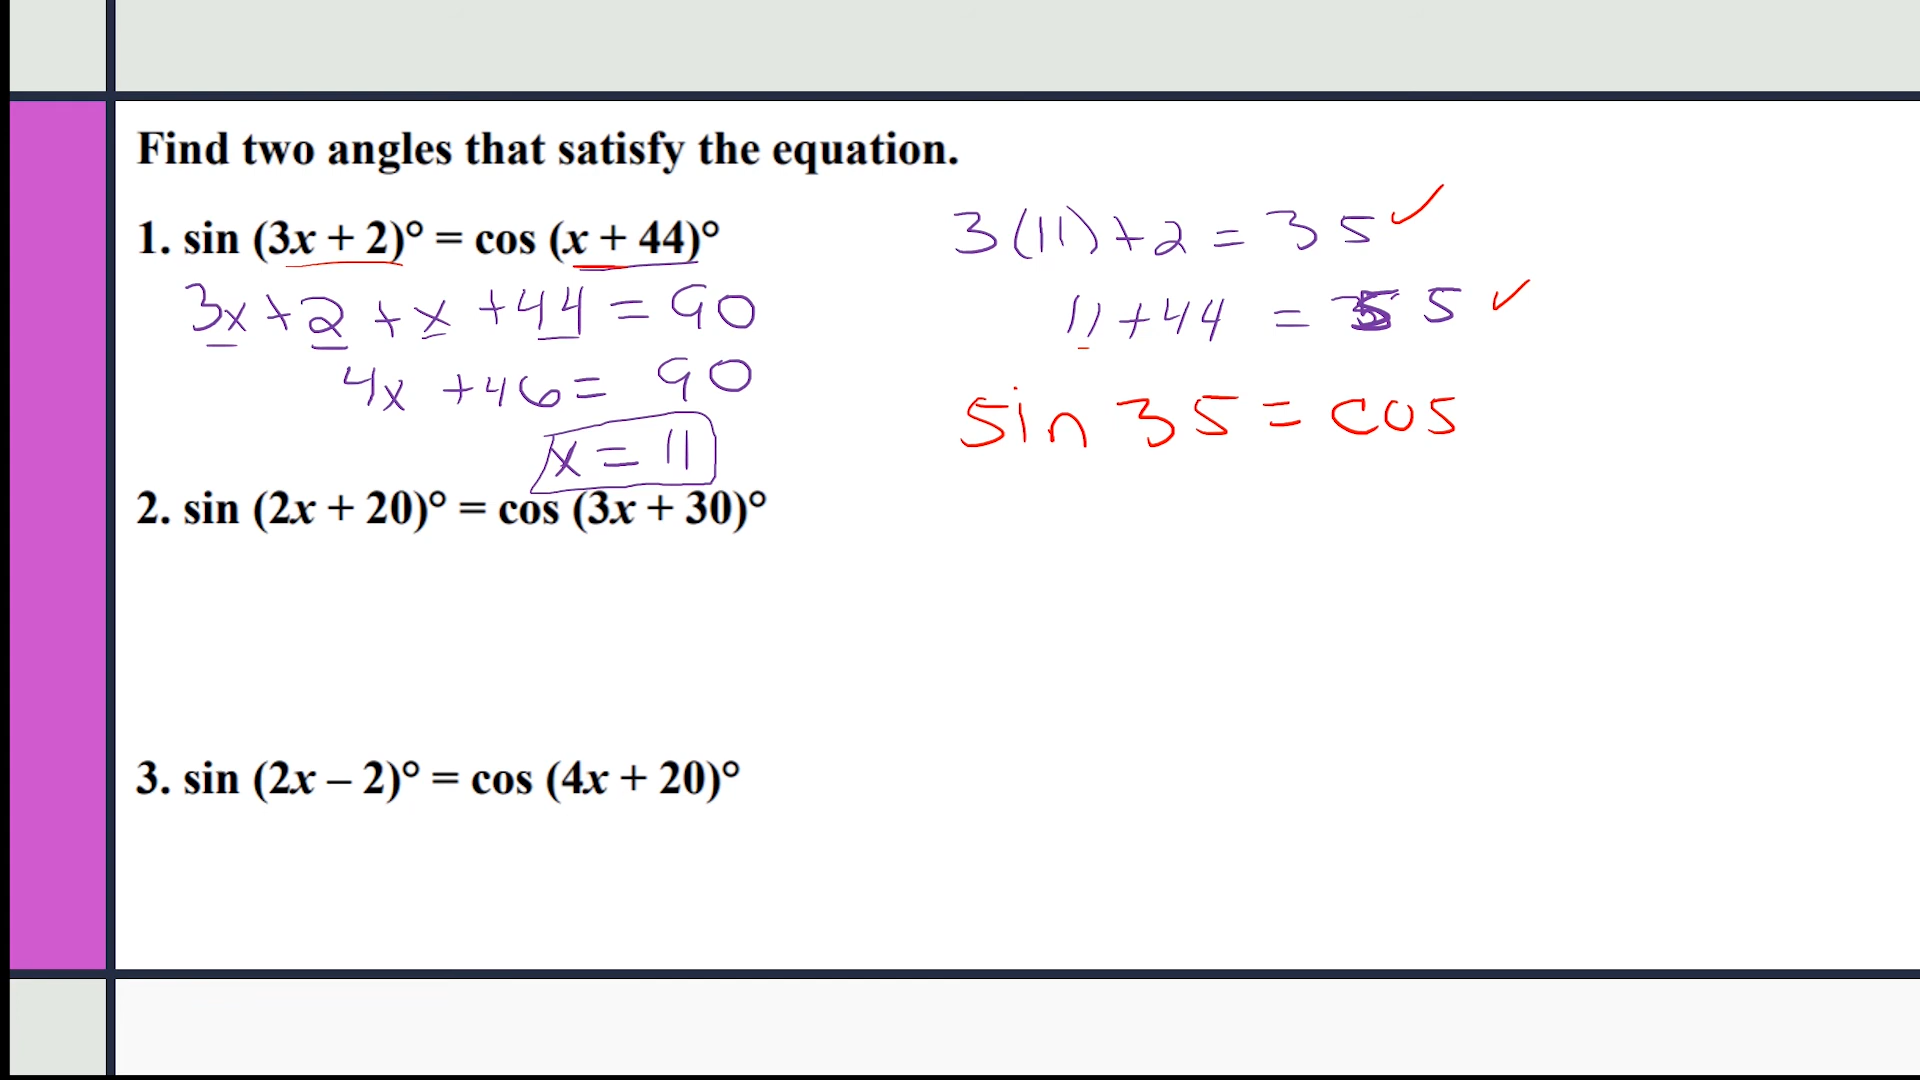 Find two angles that satisfy the equation.
1. sin (3x + 2)° = cos (x + 44)°
3x + 2 + x + 44 = 90
4x + 46 = 90
x = 11
3(11) + 2 = 35 ✓
11 + 44 = 55 ✓
sin 35 = cos
2. sin (2x + 20)° = cos (3x + 30)°
3. sin (2x – 2)° = cos (4x + 20)°